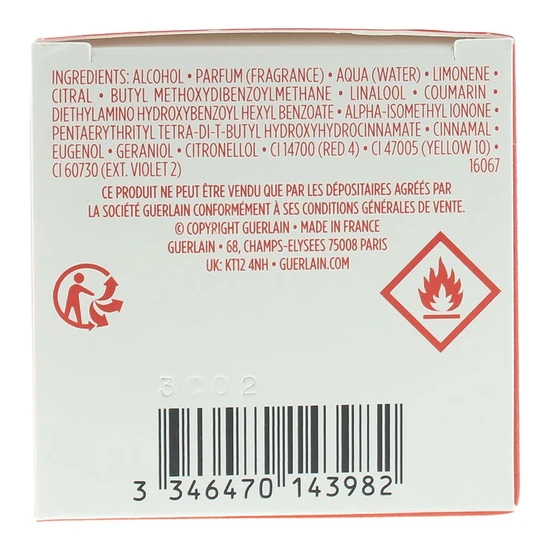 INGREDIENTS: ALCOHOL • PARFUM (FRAGRANCE) • AQUA (WATER) • LIMONENE •
CITRAL • BUTYL METHOXYDIBENZOYLMETHANE • LINALOOL • COUMARIN •
DIETHYLAMINO HYDROXYBENZOYL HEXYL BENZOATE • ALPHA-ISOMETHYL IONONE •
PENTAERYTHRITYL TETRA-DI-T-BUTYL HYDROXYHYDROCINNAMATE • CINNAMAL •
EUGENOL • GERANIOL • CITRONELLOL • CI 14700 (RED 4) • CI 47005 (YELLOW 10) •
CI 60730 (EXT. VIOLET 2) 16067
CE PRODUIT NE PEUT ÊTRE VENDU QUE PAR LES DÉPOSITAIRES AGRÉÉS PAR
LA SOCIÉTÉ GUERLAIN CONFORMÉMENT À SES CONDITIONS GÉNÉRALES DE VENTE.
© COPYRIGHT GUERLAIN • MADE IN FRANCE
GUERLAIN • 68, CHAMPS-ELYSEES 75008 PARIS
UK: KT12 4NH • GUERLAIN.COM
3C02
3 346470 143982